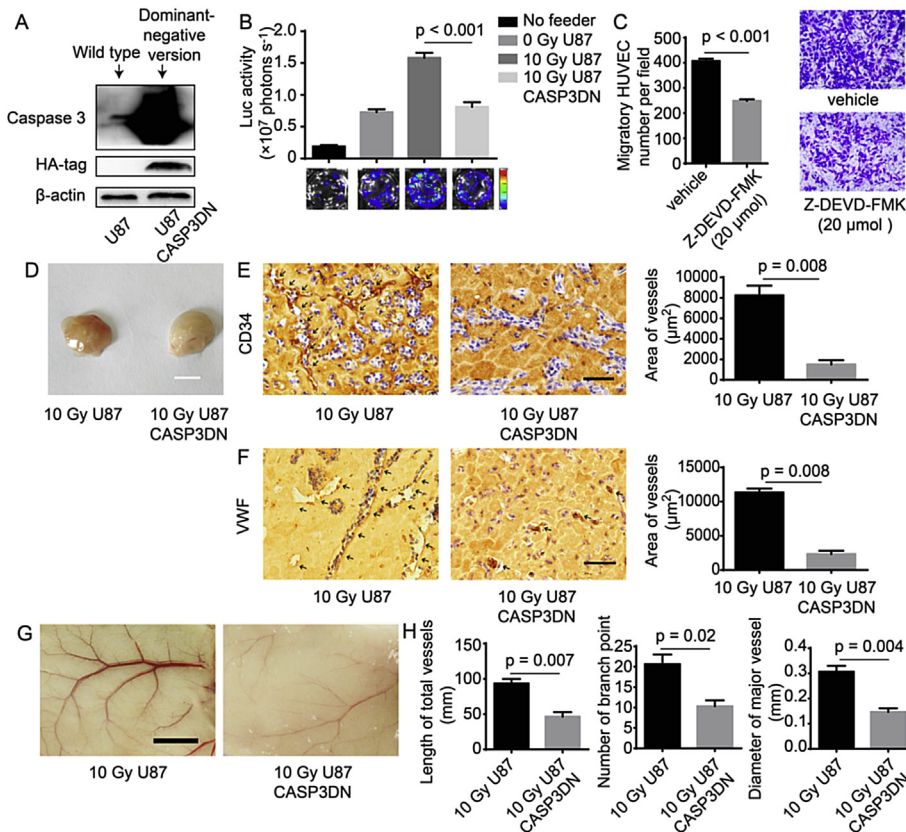 A
Dominant-
negative
Wild type version
Caspase 3
HA-tag
β-actin
U87
U87
CASP3DN
B
Luc activity
(×10⁷ photons s⁻¹)
2.0
1.5
1.0
0.5
0
p < 0.001
No feeder
0 Gy U87
10 Gy U87
10 Gy U87
CASP3DN
C
Migratory HUVEC
number per field
500
400
300
200
100
0
p < 0.001
vehicle
Z-DEVD-FMK
(20 μmol)
vehicle
Z-DEVD-FMK
(20 μmol )
D
10 Gy U87
10 Gy U87
CASP3DN
E
CD34
10 Gy U87
10 Gy U87
CASP3DN
Area of vessels
(μm²)
10000
8000
6000
4000
2000
0
p = 0.008
10 Gy U87
10 Gy U87
CASP3DN
F
VWF
10 Gy U87
10 Gy U87
CASP3DN
Area of vessels
(μm²)
15000
10000
5000
0
p = 0.008
10 Gy U87
10 Gy U87
CASP3DN
G
10 Gy U87
10 Gy U87
CASP3DN
H
Length of total vessels
(mm)
150
100
50
0
p = 0.007
10 Gy U87
10 Gy U87
CASP3DN
Number of branch point
25
20
15
10
5
0
p = 0.02
10 Gy U87
10 Gy U87
CASP3DN
Diameter of major vessel
(mm)
0.4
0.3
0.2
0.1
0.0
p = 0.004
10 Gy U87
10 Gy U87
CASP3DN